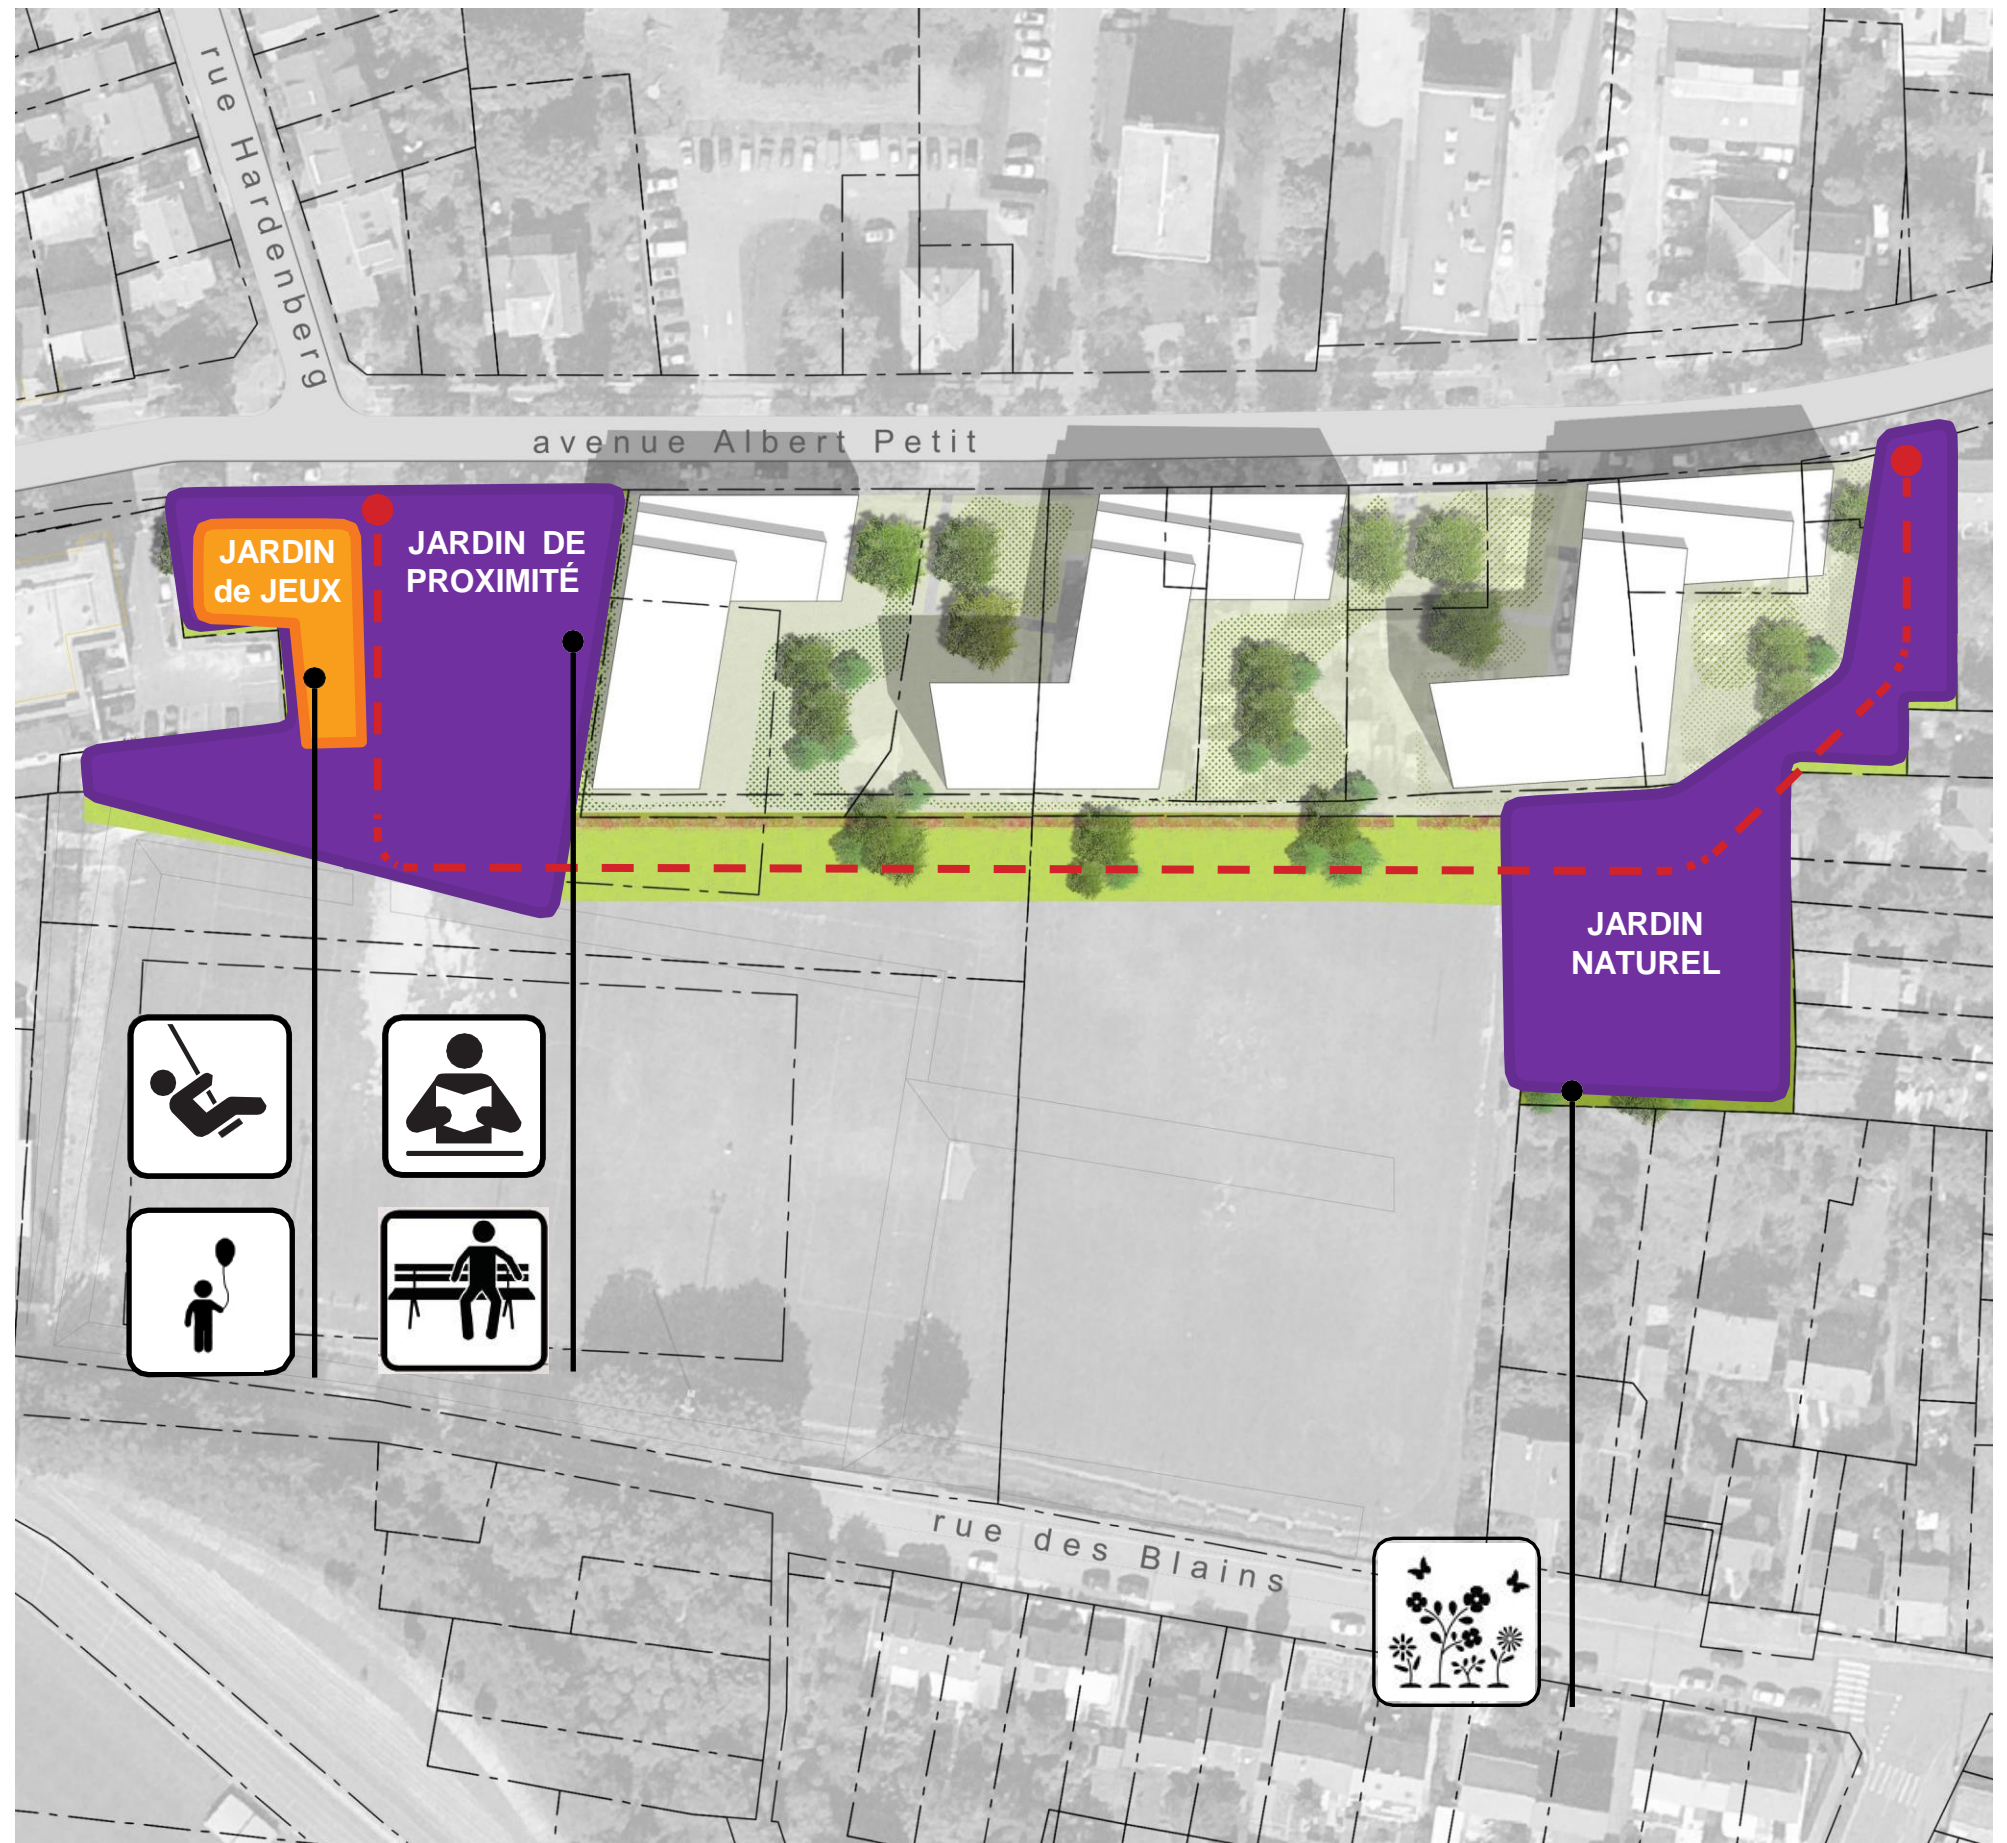 rue Hardenberg
avenue Albert Petit
JARDIN
de JEUX
JARDIN DE
PROXIMITÉ
JARDIN
NATUREL
rue des Blains